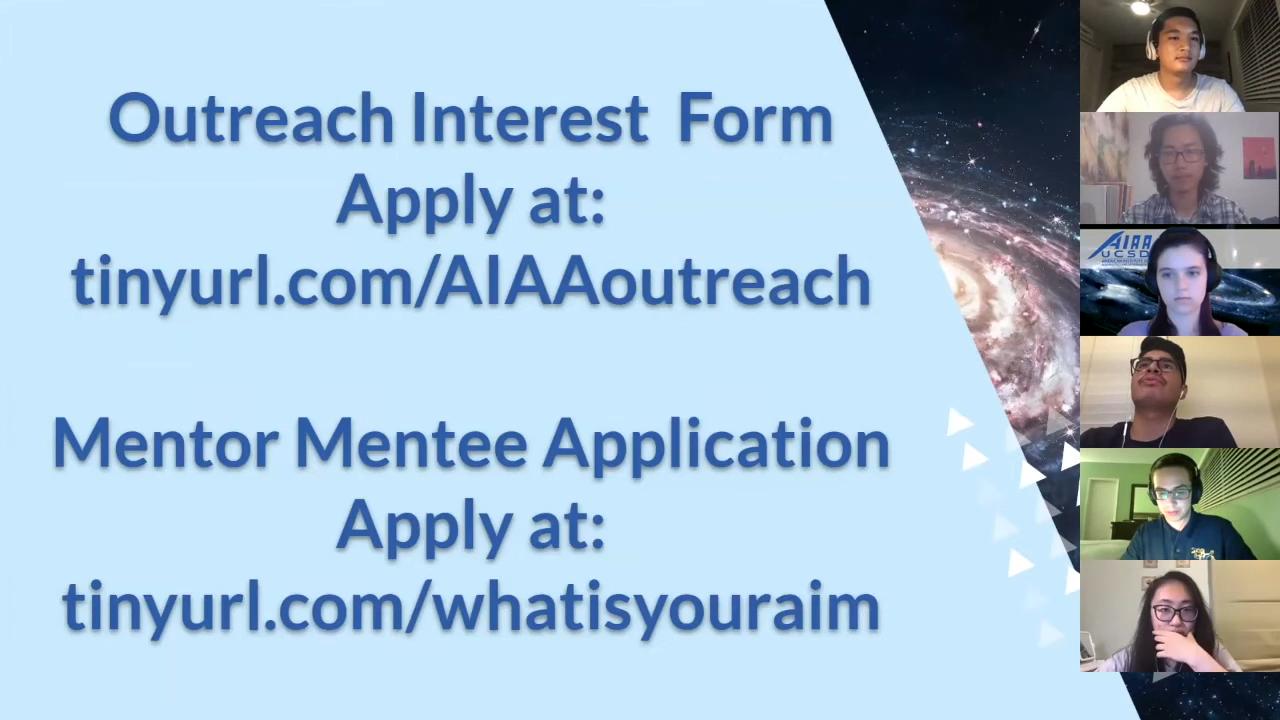 Outreach Interest Form
Apply at:
tinyurl.com/AIAAoutreach
Mentor Mentee Application
Apply at:
tinyurl.com/whatisyouraim
AIAA
UCSD